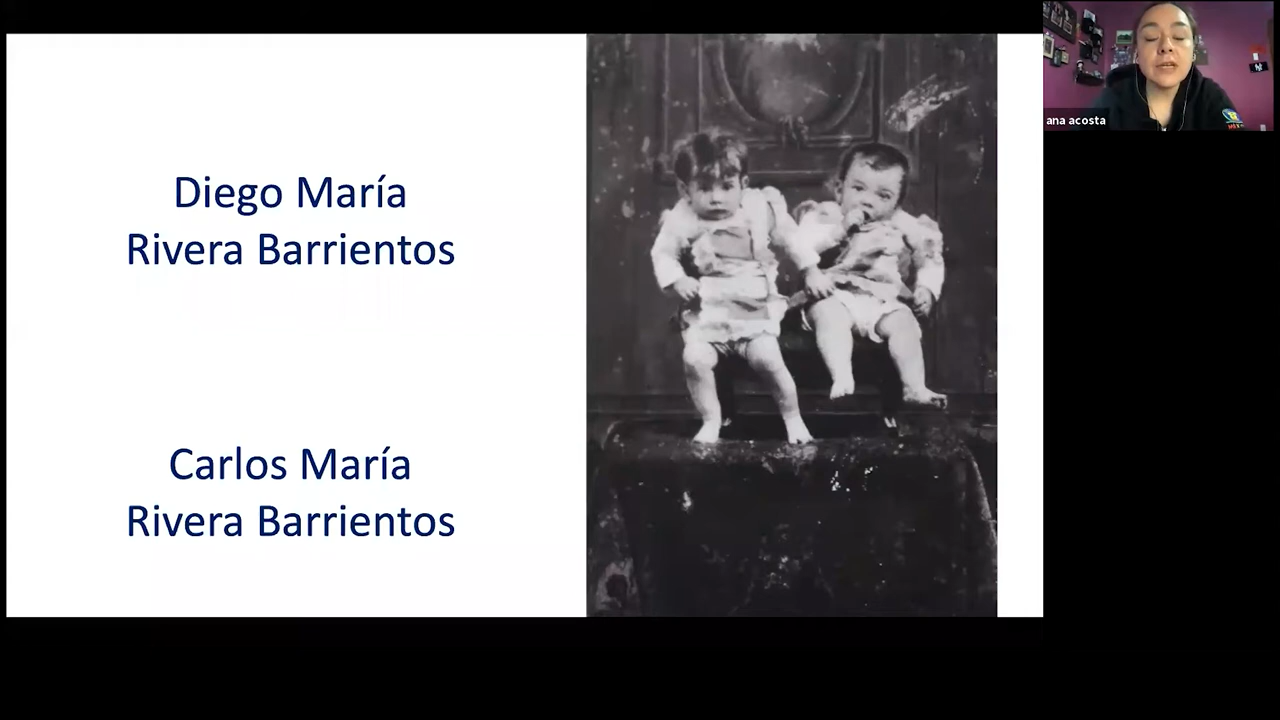 Diego María
Rivera Barrientos
Carlos María
Rivera Barrientos
ana acosta